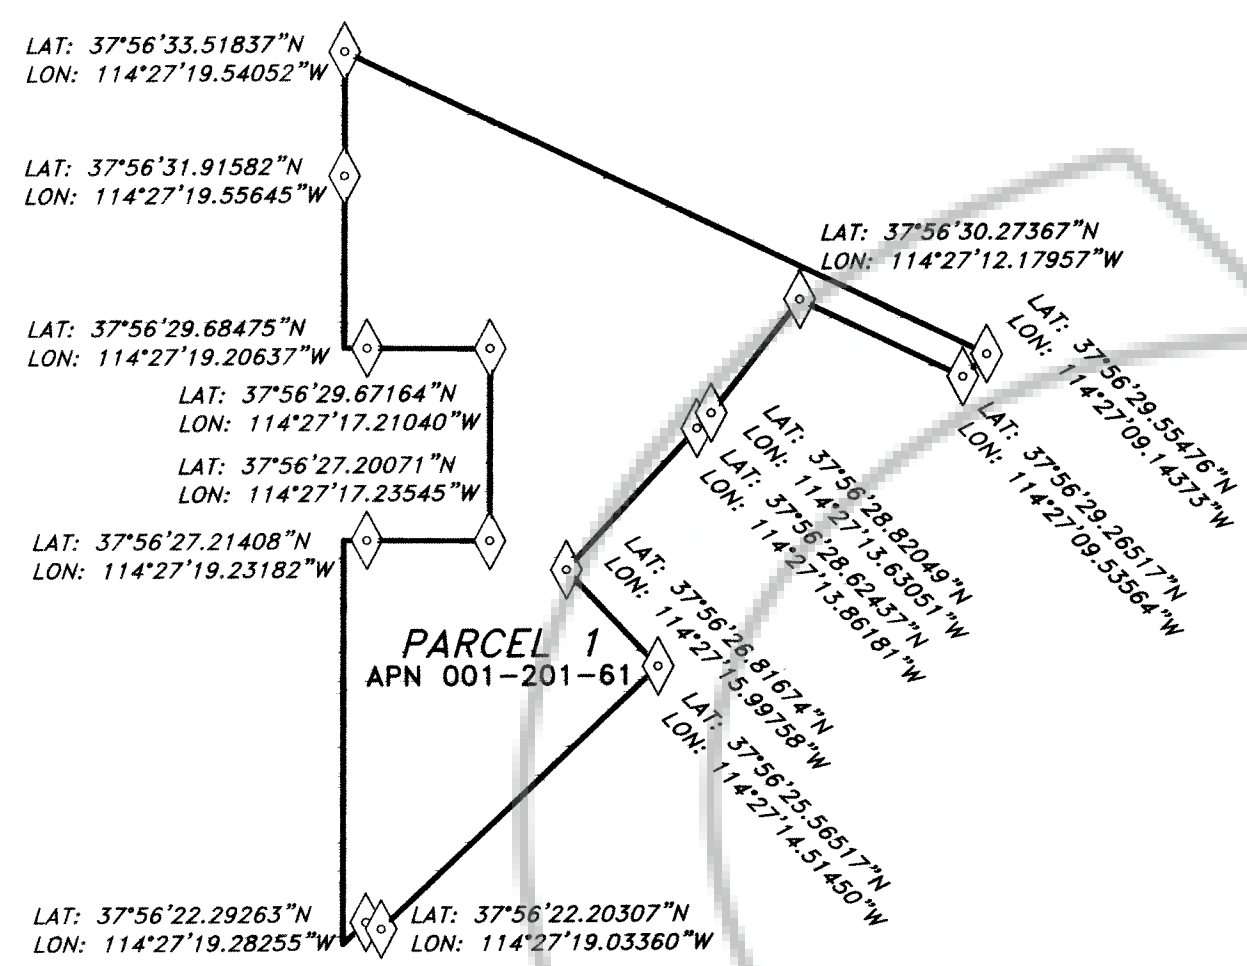 LAT: 37°56'33.51837"N
LON: 114°27'19.54052"W
LAT: 37°56'31.91582"N
LON: 114°27'19.55645"W
LAT: 37°56'30.27367"N
LON: 114°27'12.17957"W
LAT: 37°56'29.55476"N
LON: 114°27'09.14373"W
LAT: 37°56'29.68475"N
LON: 114°27'19.20637"W
LAT: 37°56'29.67164"N
LON: 114°27'17.21040"W
LAT: 37°56'29.26517"N
LON: 114°27'09.53564"W
LAT: 37°56'28.82049"N
LON: 114°27'13.63051"W
LAT: 37°56'28.62437"N
LON: 114°27'13.86181"W
LAT: 37°56'27.20071"N
LON: 114°27'17.23545"W
LAT: 37°56'27.21408"N
LON: 114°27'19.23182"W
LAT: 37°56'26.81674"N
LON: 114°27'15.99758"W
PARCEL 1
APN 001-201-61
LAT: 37°56'25.56517"N
LON: 114°27'14.51450"W
LAT: 37°56'22.29263"N
LON: 114°27'19.28255"W
LAT: 37°56'22.20307"N
LON: 114°27'19.03360"W